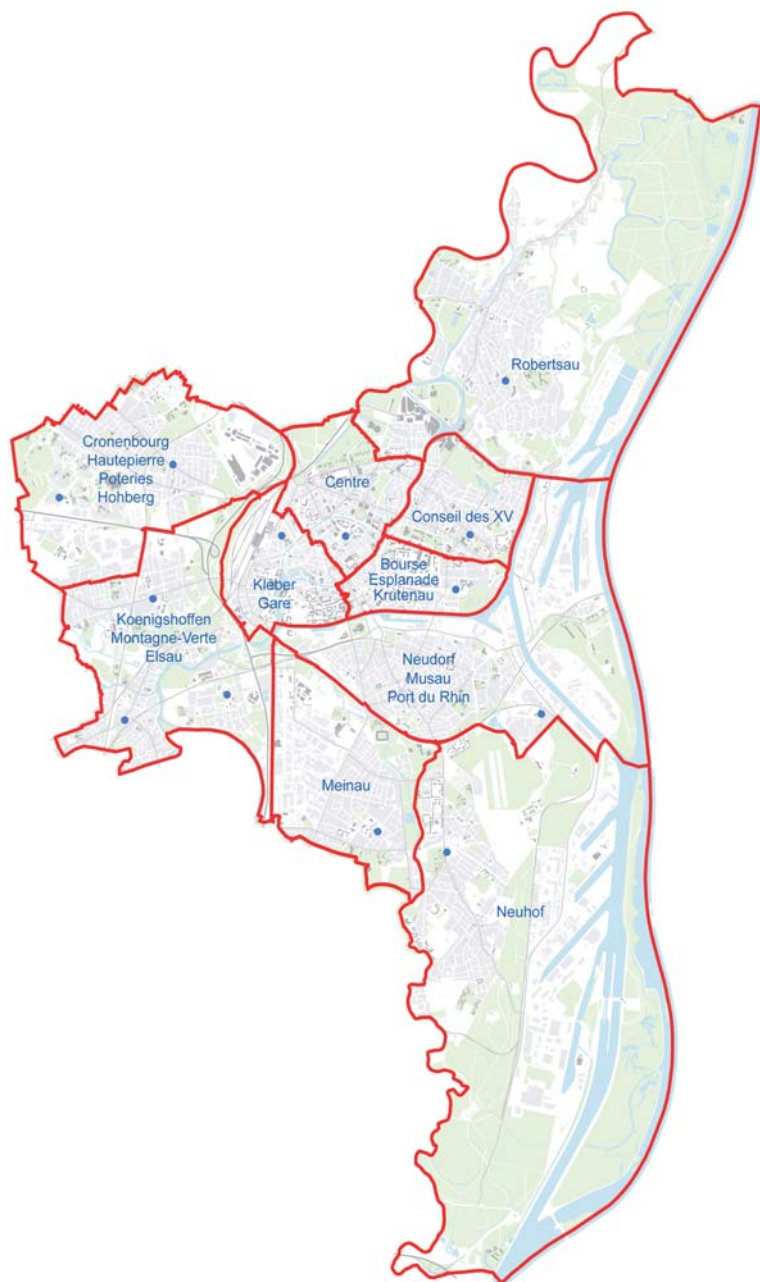 Robertsau
Cronenbourg
Hautepierre
Poteries
Hohberg
Centre
Conseil des XV
Bourse
Esplanade
Krutenau
Kléber
Gare
Koenigshoffen
Montagne-Verte
Elsau
Neudorf
Musau
Port du Rhin
Meinau
Neuhof